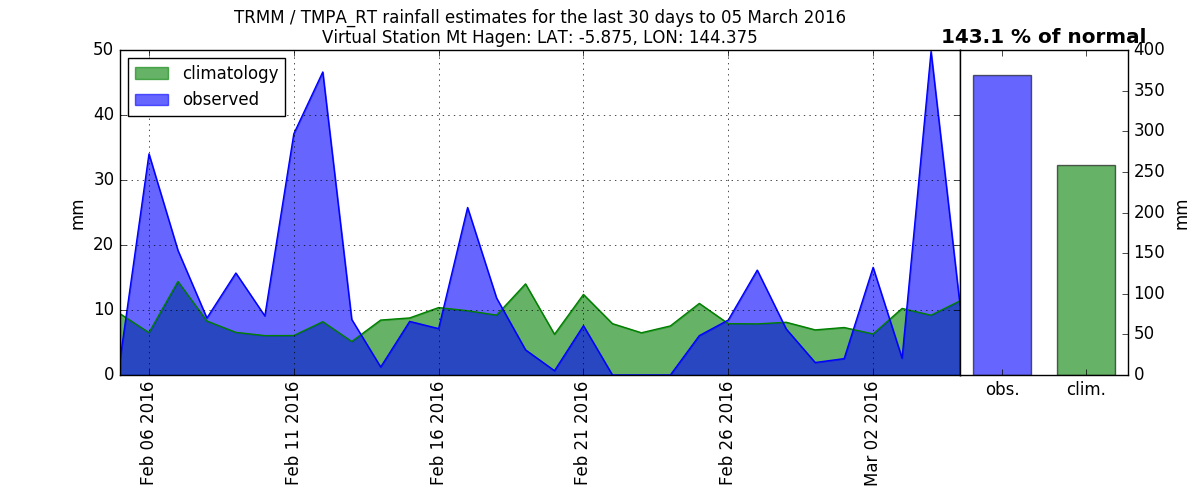 TRMM / TMPA_RT rainfall estimates for the last 30 days to 05 March 2016
Virtual Station Mt Hagen: LAT: -5.875, LON: 144.375
143.1 % of normal
climatology
observed
50
40
30
20
10
0
mm
400
350
300
250
200
150
100
50
0
mm
Feb 06 2016
Feb 11 2016
Feb 16 2016
Feb 21 2016
Feb 26 2016
Mar 02 2016
obs.
clim.